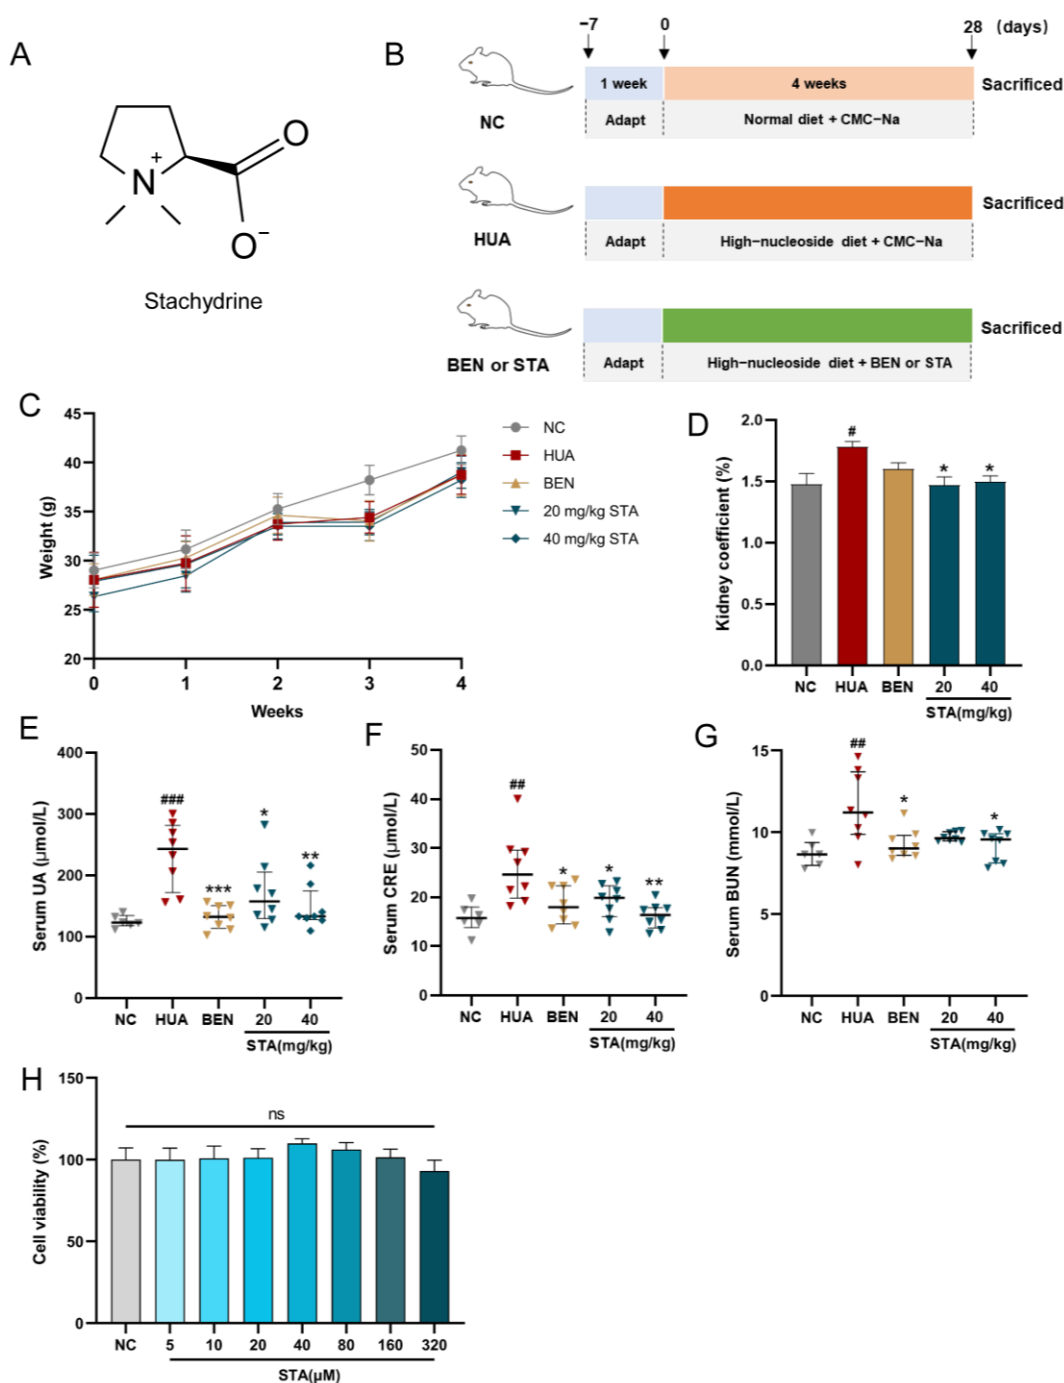 A
N
+
O
O−
Stachydrine
B
−7 0 28 (days)
1 week 4 weeks Sacrificed
NC
Adapt Normal diet + CMC−Na
Sacrificed
HUA
Adapt High−nucleoside diet + CMC−Na
Sacrificed
BEN or STA
Adapt High−nucleoside diet + BEN or STA
C
Weight (g)
45
40
35
30
25
20
0 1 2 3 4
Weeks
NC
HUA
BEN
20 mg/kg STA
40 mg/kg STA
D
Kidney coefficient (%)
2.0
1.5
1.0
0.5
0.0
#
* *
NC HUA BEN 20 40
STA(mg/kg)
E
Serum UA (μmol/L)
400
300
200
100
0
###
***
*
**
NC HUA BEN 20 40
STA(mg/kg)
F
Serum CRE (μmol/L)
50
40
30
20
10
0
##
*
*
**
NC HUA BEN 20 40
STA(mg/kg)
G
Serum BUN (mmol/L)
15
10
5
0
##
*
*
NC HUA BEN 20 40
STA(mg/kg)
H
Cell viability (%)
150
100
50
0
ns
NC 5 10 20 40 80 160 320
STA(μM)